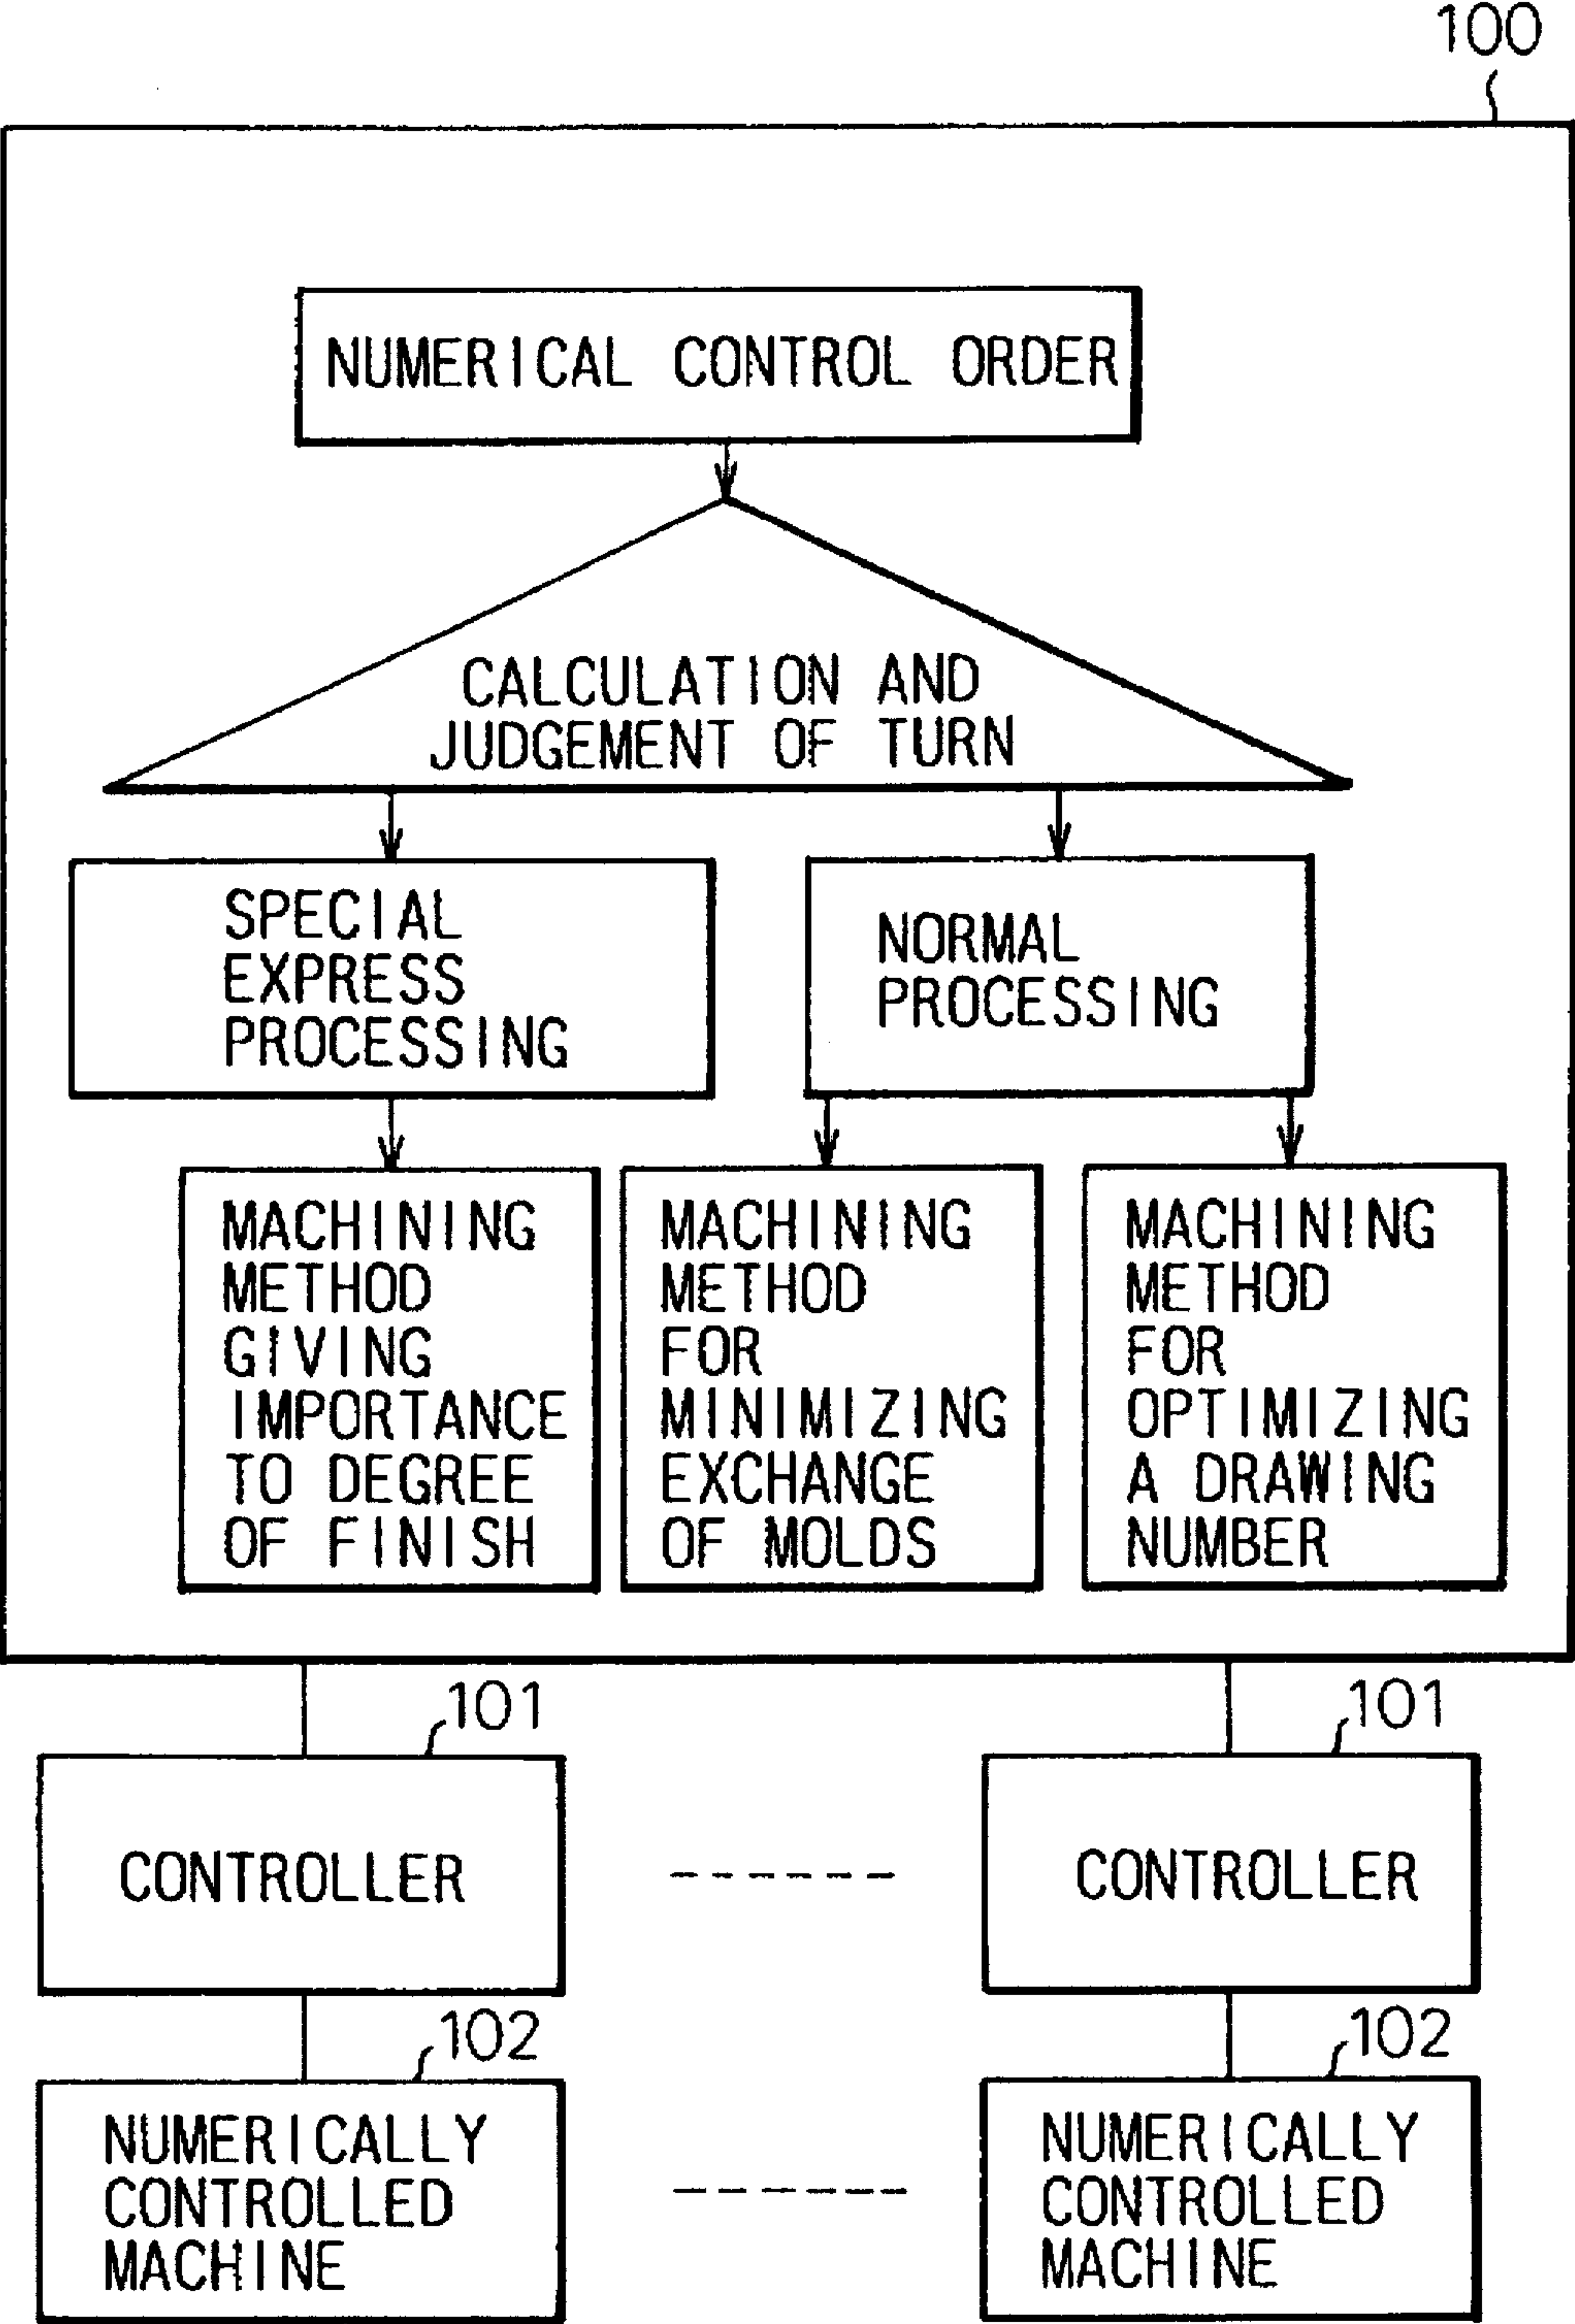 100
NUMERICAL CONTROL ORDER
CALCULATION AND
JUDGEMENT OF TURN
SPECIAL
EXPRESS
PROCESSING
NORMAL
PROCESSING
MACHINING
METHOD
GIVING
IMPORTANCE
TO DEGREE
OF FINISH
MACHINING
METHOD
FOR
MINIMIZING
EXCHANGE
OF MOLDS
MACHINING
METHOD
FOR
OPTIMIZING
A DRAWING
NUMBER
101
CONTROLLER
101
CONTROLLER
102
NUMERICALLY
CONTROLLED
MACHINE
102
NUMERICALLY
CONTROLLED
MACHINE